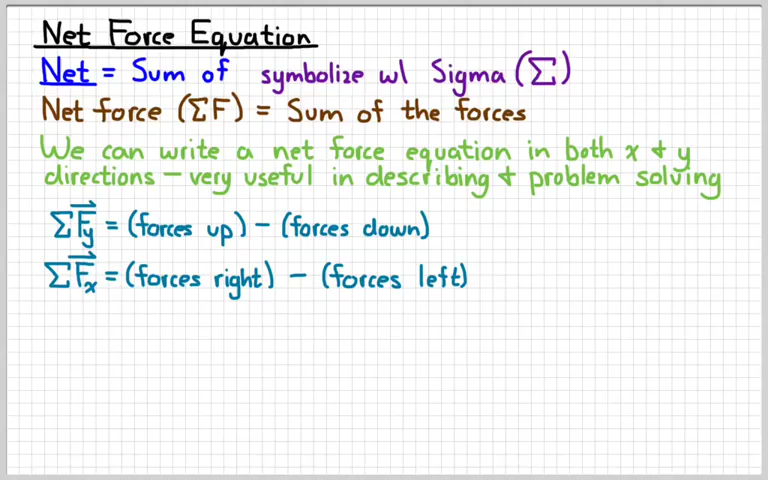 Net Force Equation
Net = Sum of symbolize w/ Sigma (Σ)
Net force (ΣF) = Sum of the forces
We can write a net force equation in both x & y
directions – very useful in describing & problem solving
ΣF⃗y = (forces up) – (forces down)
ΣF⃗x = (forces right) – (forces left)